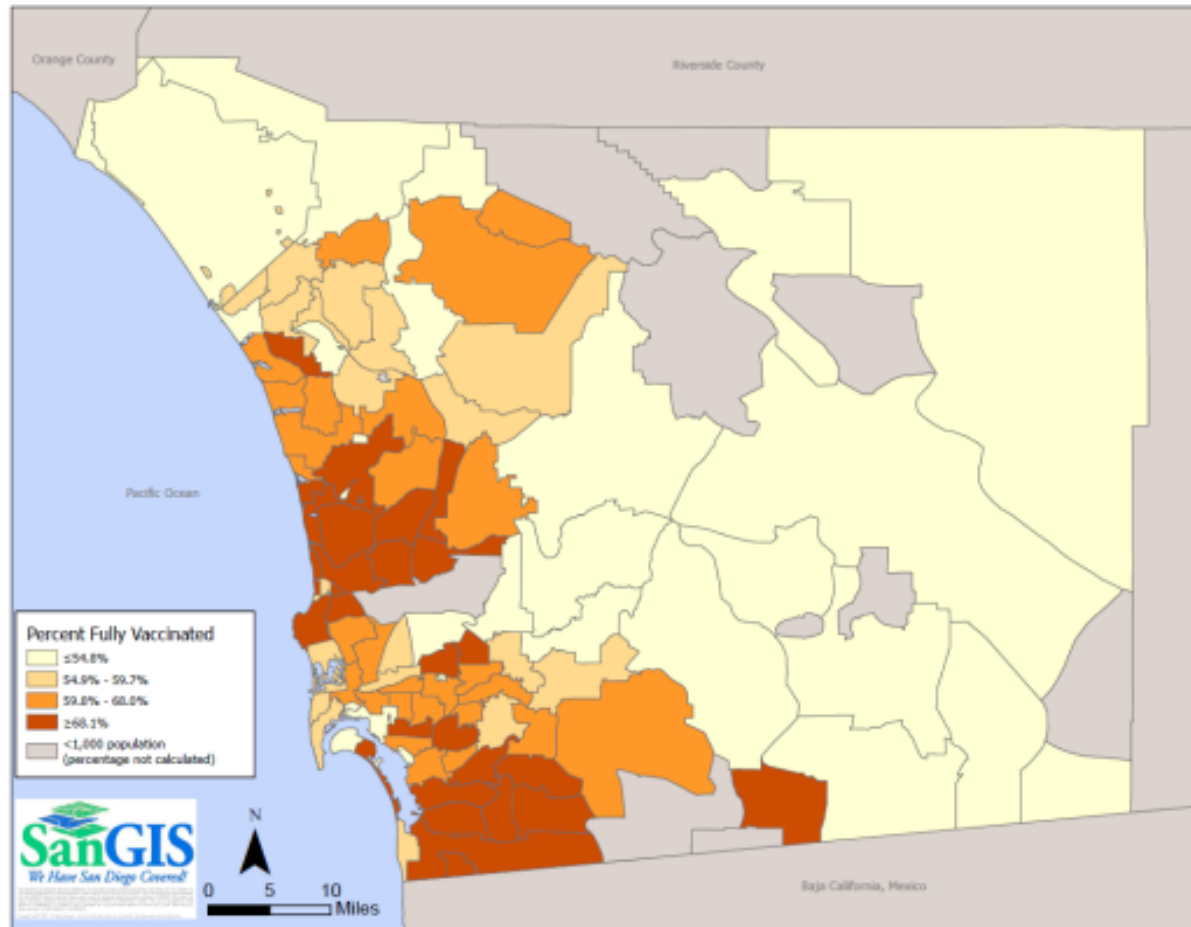 Orange County
Riverside County
Pacific Ocean
Percent Fully Vaccinated
≤54.8%
54.9% - 59.7%
59.8% - 68.0%
≥68.1%
<1,000 population
(percentage not calculated)
SanGIS
We Have San Diego Covered!
N
0 5 10
Miles
Baja California, Mexico